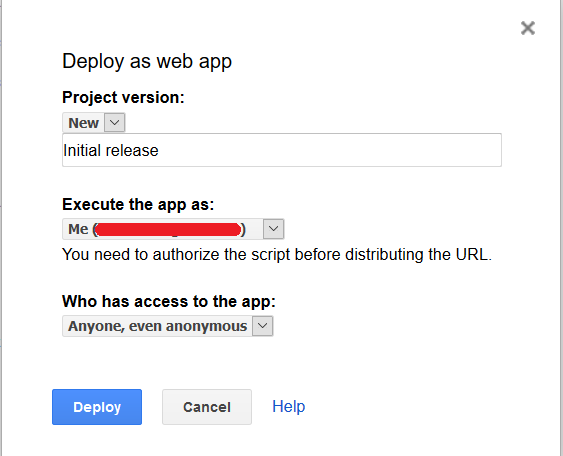 Deploy as web app
Project version:
New
Initial release
Execute the app as:
Me ( )
You need to authorize the script before distributing the URL.
Who has access to the app:
Anyone, even anonymous
Deploy Cancel Help